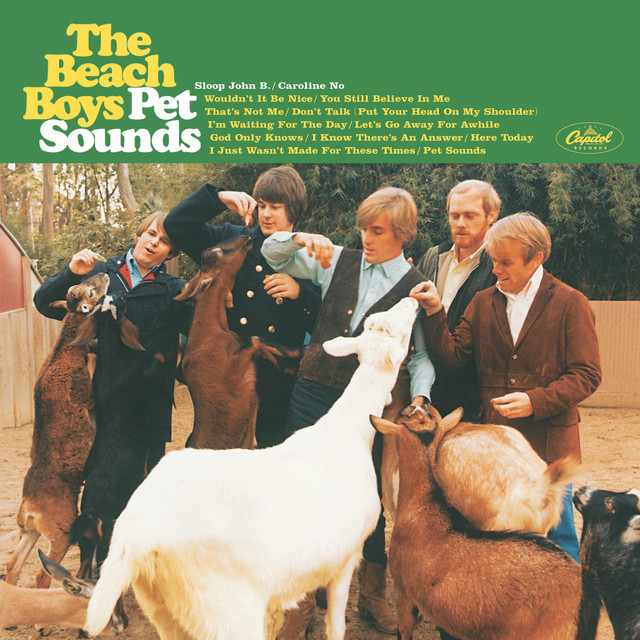 The
Beach
Boys Pet
Sounds
Sloop John B./Caroline No
Wouldn't It Be Nice/You Still Believe In Me
That's Not Me/Don't Talk (Put Your Head On My Shoulder)
I'm Waiting For The Day/Let's Go Away For Awhile
God Only Knows/I Know There's An Answer/Here Today
I Just Wasn't Made For These Times/Pet Sounds
Capitol
RECORDS